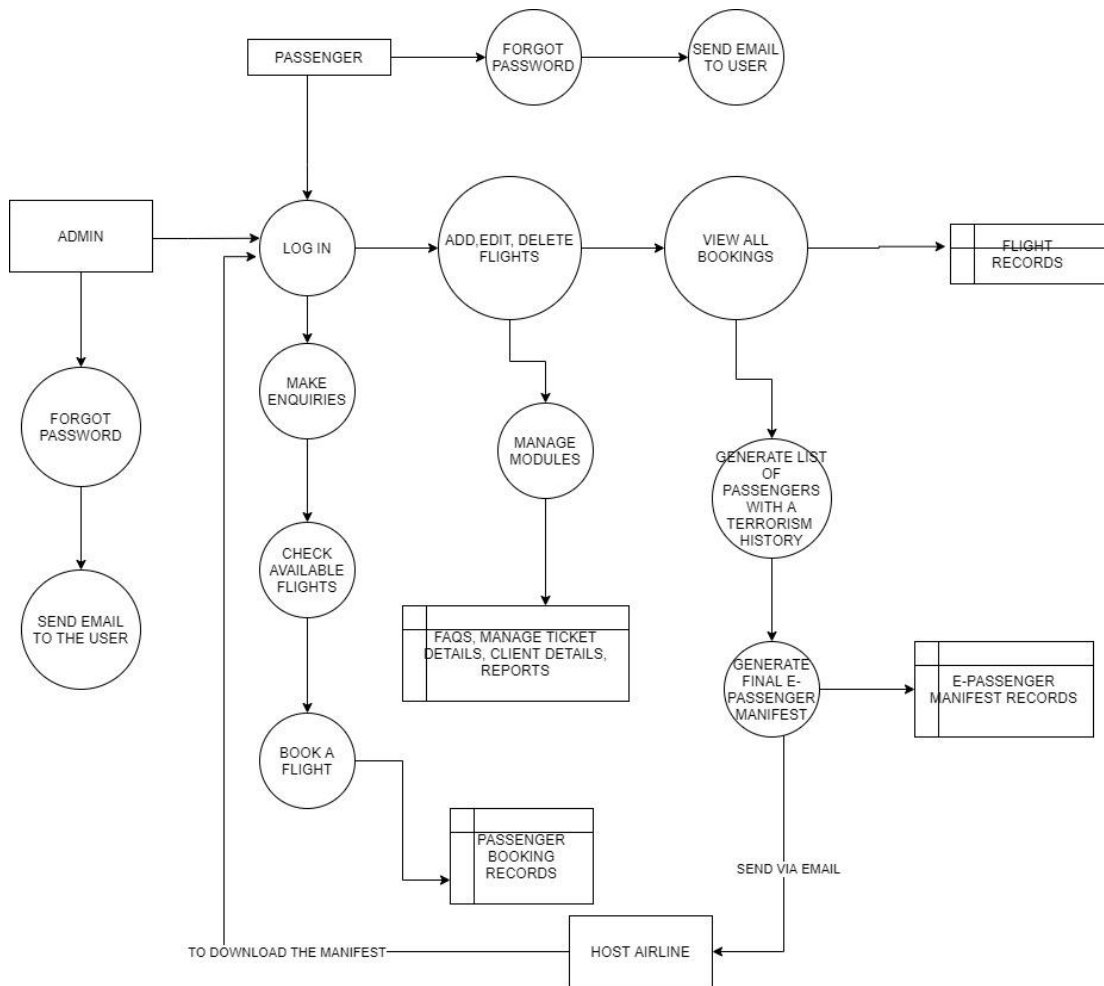 PASSENGER
FORGOT
PASSWORD
SEND EMAIL
TO USER
ADMIN
LOG IN
ADD,EDIT, DELETE
FLIGHTS
VIEW ALL
BOOKINGS
FLIGHT
RECORDS
MAKE
ENQUIRIES
FORGOT
PASSWORD
MANAGE
MODULES
GENERATE LIST
OF
PASSENGERS
WITH A
TERRORISM
HISTORY
CHECK
AVAILABLE
FLIGHTS
SEND EMAIL
TO THE USER
FAQS, MANAGE TICKET
DETAILS, CLIENT DETAILS,
REPORTS
GENERATE
FINAL E-
PASSENGER
MANIFEST
E-PASSENGER
MANIFEST RECORDS
BOOK A
FLIGHT
PASSENGER
BOOKING
RECORDS
SEND VIA EMAIL
TO DOWNLOAD THE MANIFEST
HOST AIRLINE